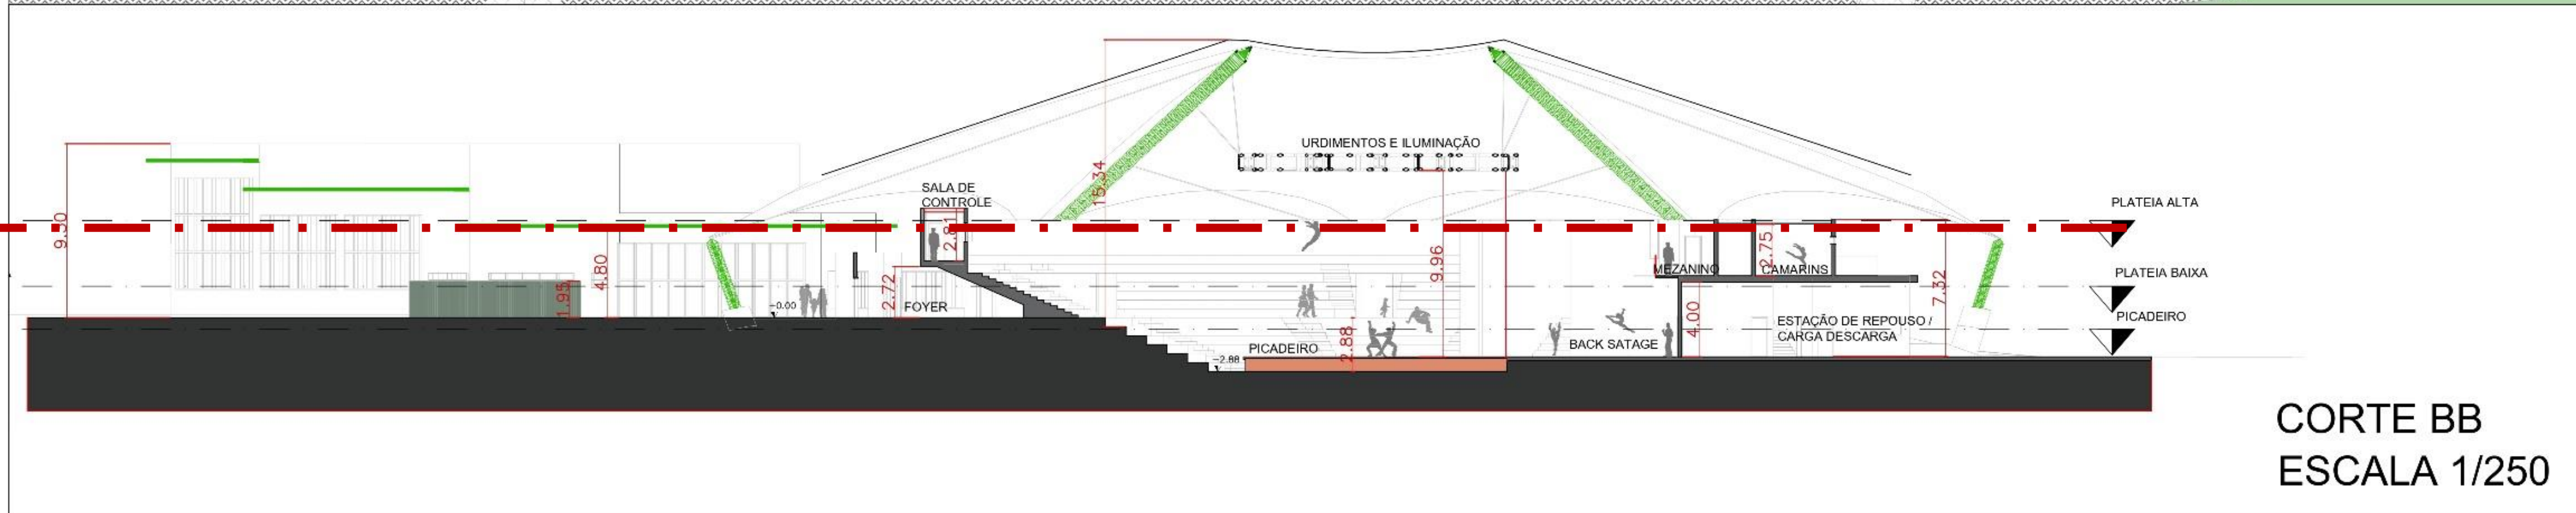 URDIMENTOS E ILUMINAÇÃO
15.34
9.50
SALA DE
CONTROLE
2.81
PLATEIA ALTA
4.80
1.95
2.72
FOYER
-0.00
9.96
MEZANINO
2.75
CAMARINS
7.32
PLATEIA BAIXA
4.00
ESTAÇÃO DE REPOUSO /
CARGA DESCARGA
PICADEIRO
-2.88
PICADEIRO
2.88
BACK SATAGE
CORTE BB
ESCALA 1/250